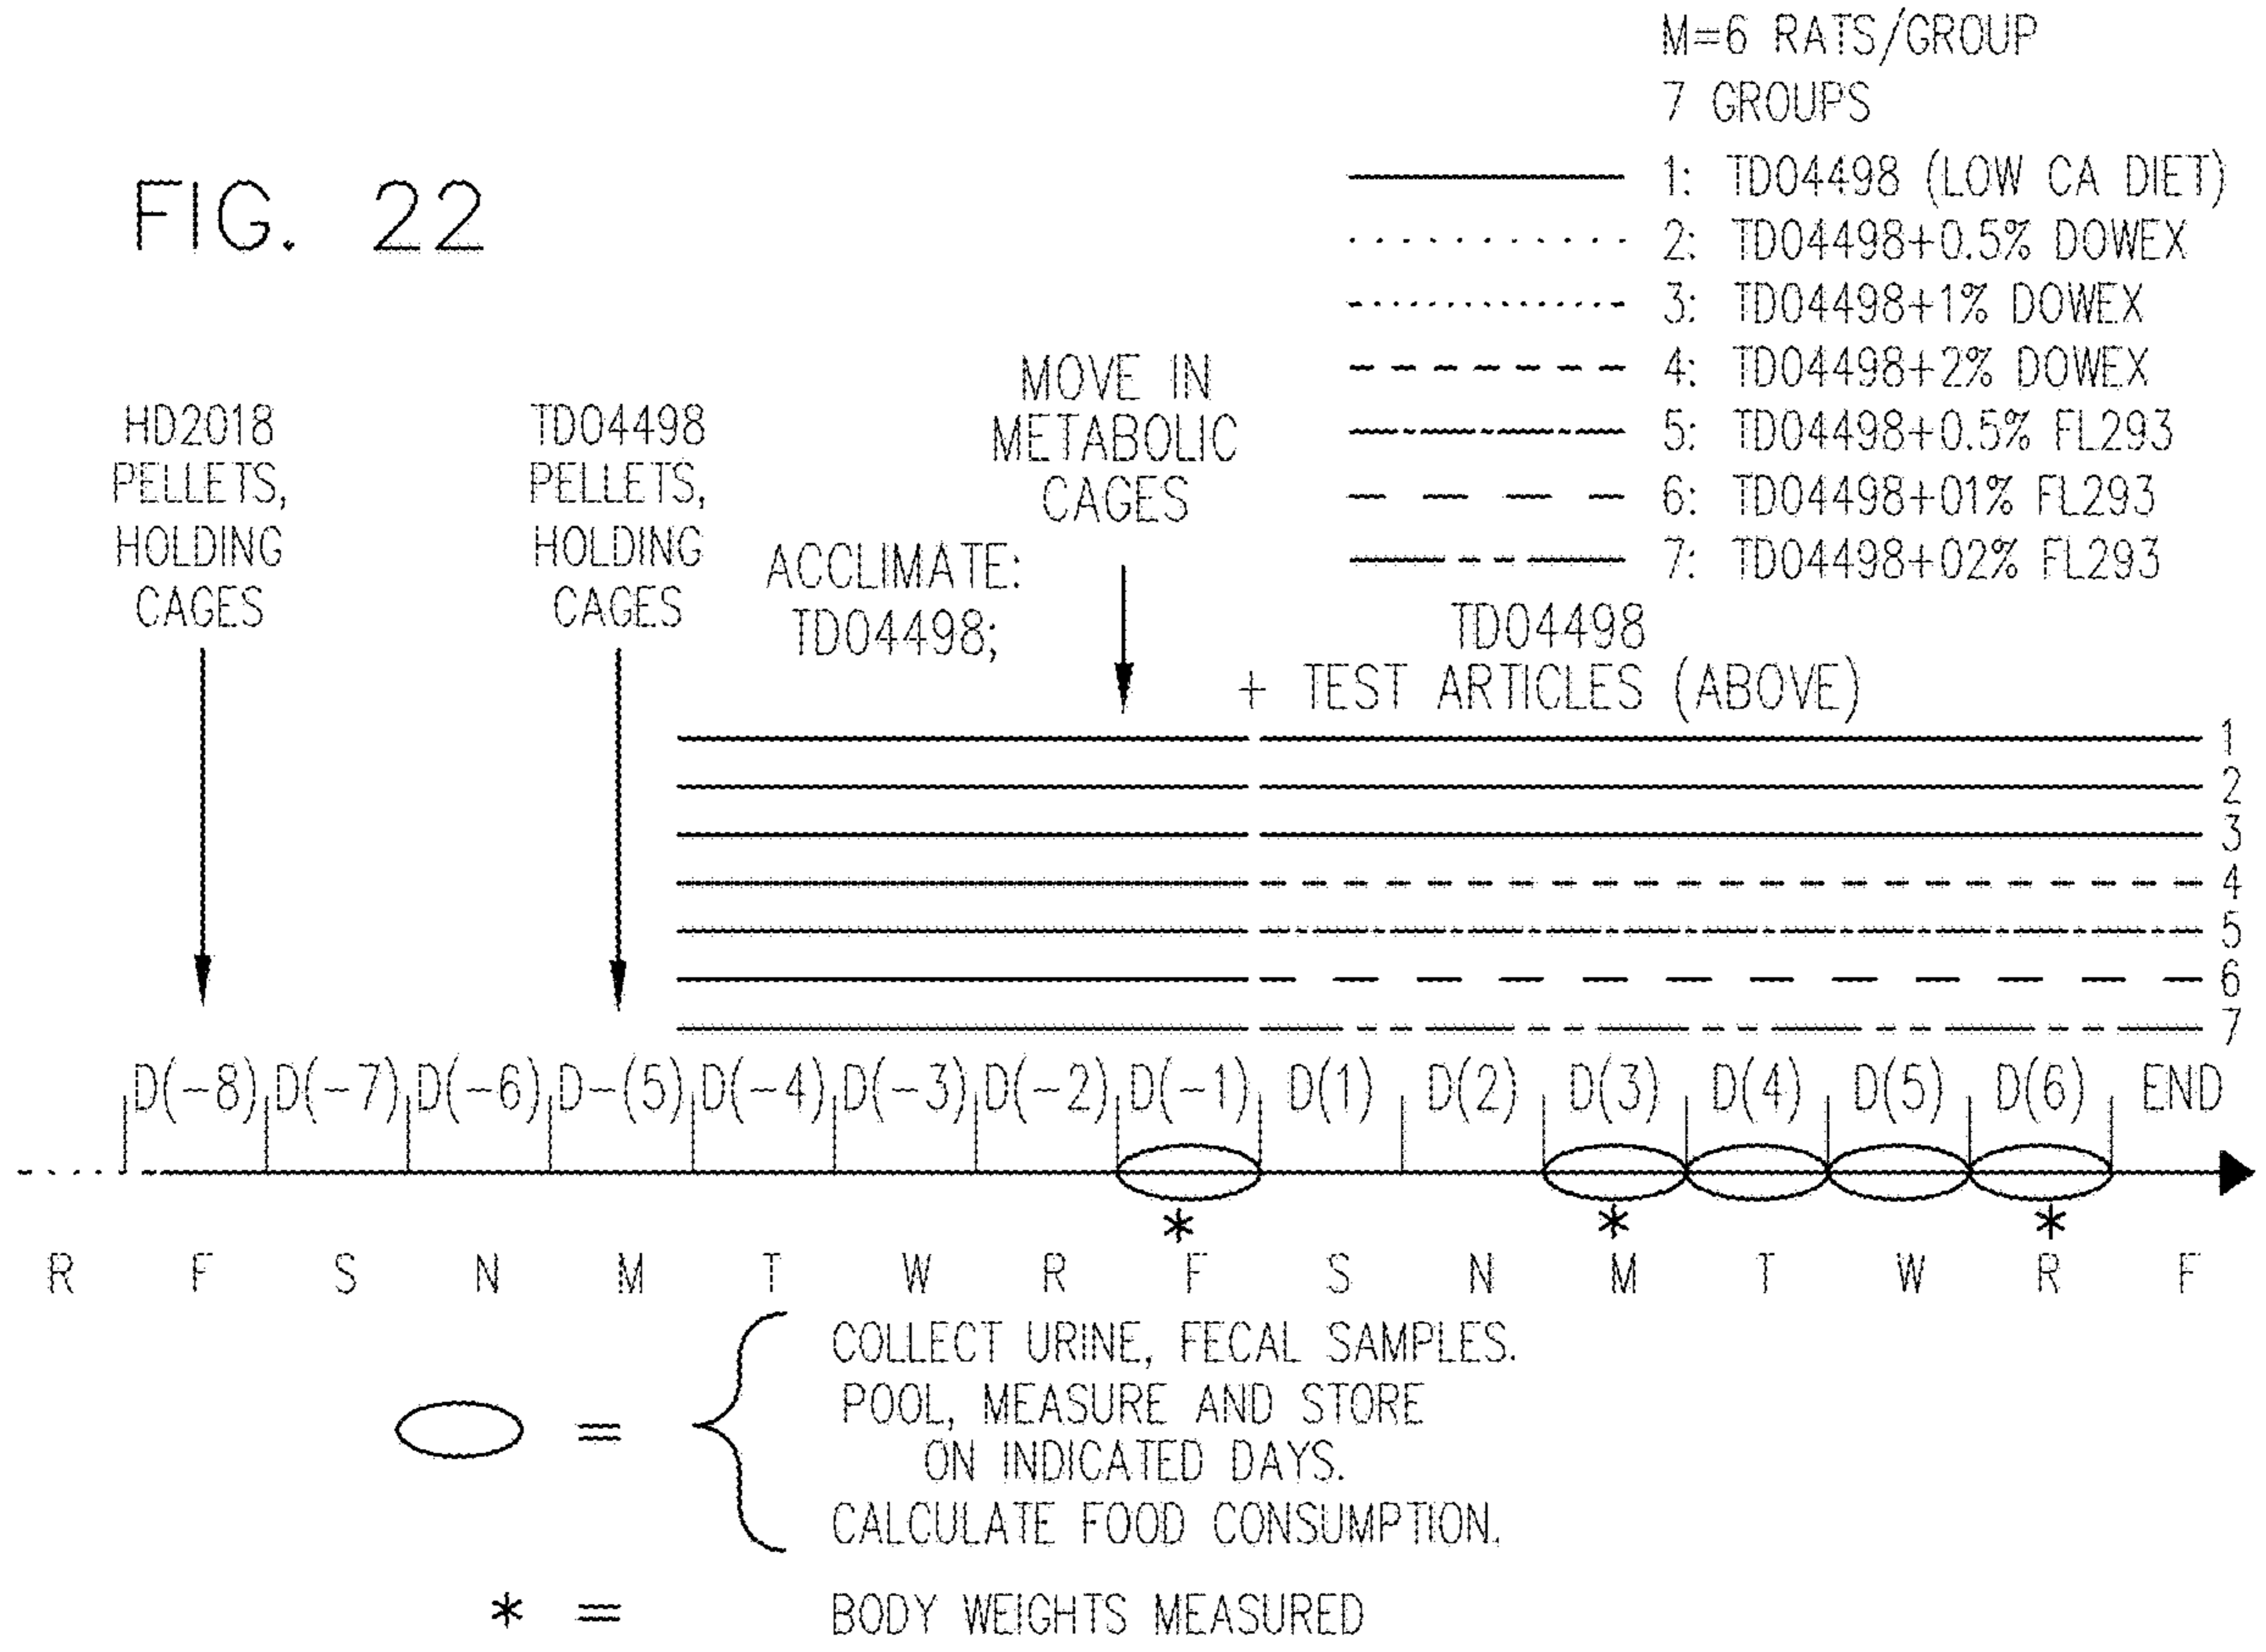 M=6 RATS/GROUP
7 GROUPS
FIG. 22
1: TD04498 (LOW CA DIET)
2: TD04498+0.5% DOWEX
3: TD04498+1% DOWEX
4: TD04498+2% DOWEX
5: TD04498+0.5% FL293
6: TD04498+01% FL293
7: TD04498+02% FL293
HD2018
PELLETS,
HOLDING
CAGES
TD04498
PELLETS,
HOLDING
CAGES
ACCLIMATE:
TD04498;
MOVE IN
METABOLIC
CAGES
TD04498
+ TEST ARTICLES (ABOVE)
1
2
3
4
5
6
7
D(-8) D(-7) D(-6) D-(5) D(-4) D(-3) D(-2) D(-1) D(1) D(2) D(3) D(4) D(5) D(6) END
* * *
R F S N M T W R F S N M T W R F
=
COLLECT URINE, FECAL SAMPLES.
POOL, MEASURE AND STORE
ON INDICATED DAYS.
CALCULATE FOOD CONSUMPTION.
* = BODY WEIGHTS MEASURED